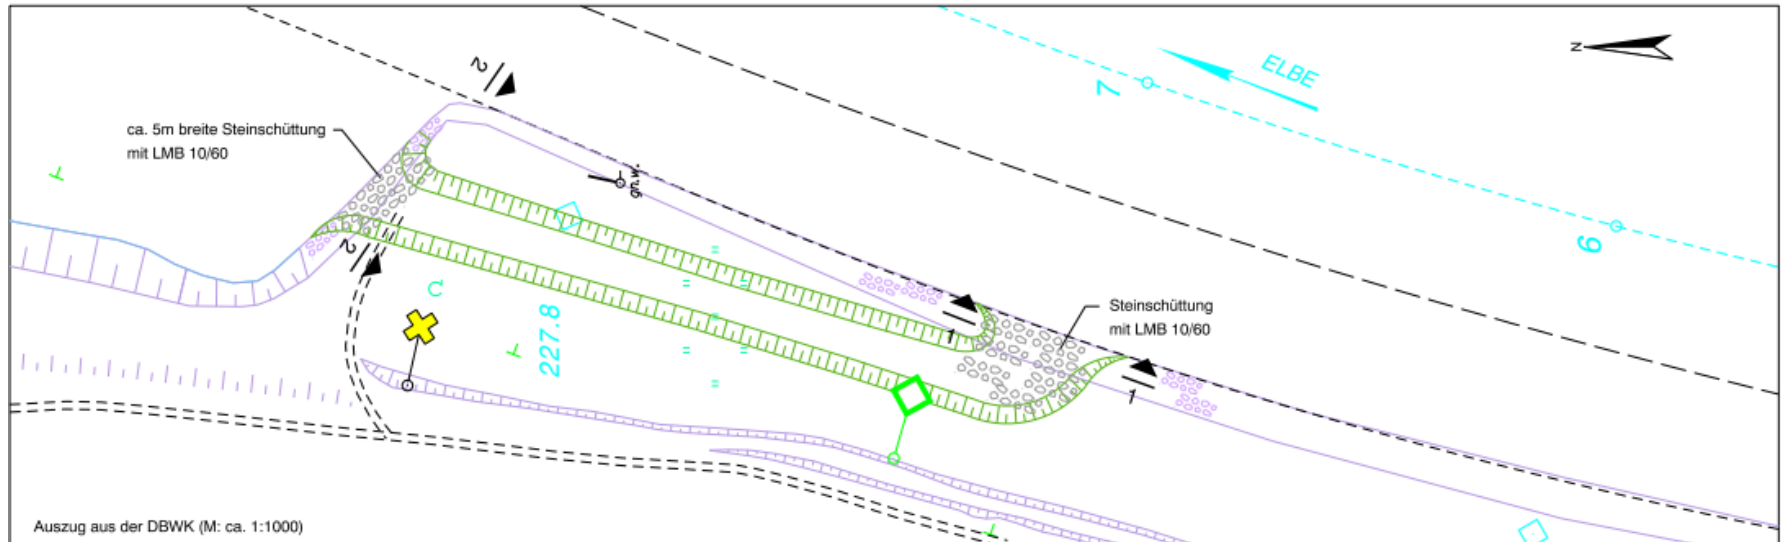 2
ca. 5m breite Steinschüttung
mit LMB 10/60
gn.w.
7
ELBE
N
6
2
227.8
1
Steinschüttung
mit LMB 10/60
1
Auszug aus der DBWK (M: ca. 1:1000)